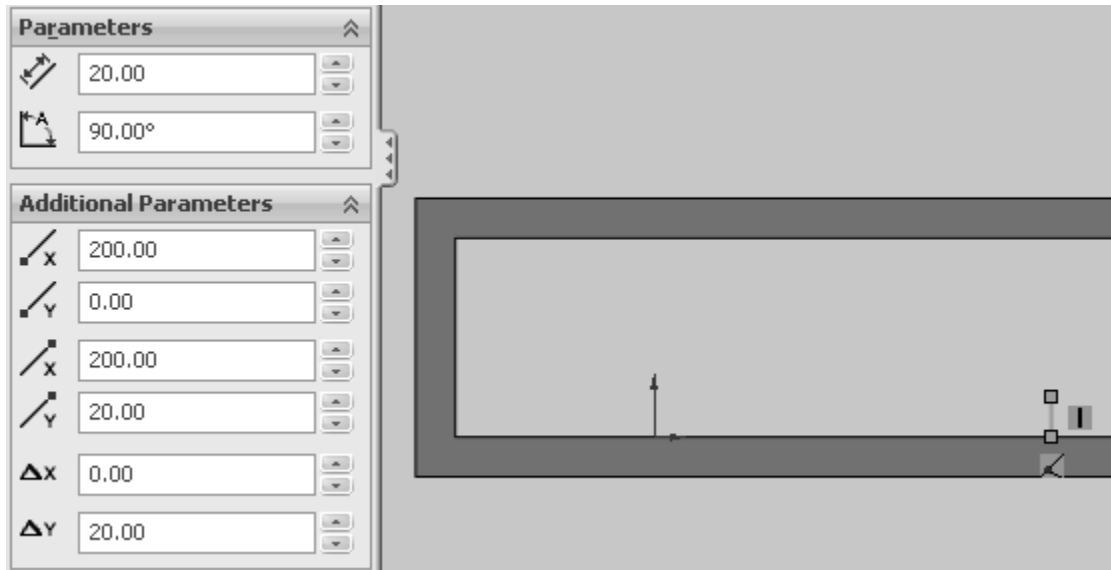 Parameters
20.00
A
90.00°
Additional Parameters
X 200.00
Y 0.00
X 200.00
Y 20.00
ΔX 0.00
ΔY 20.00